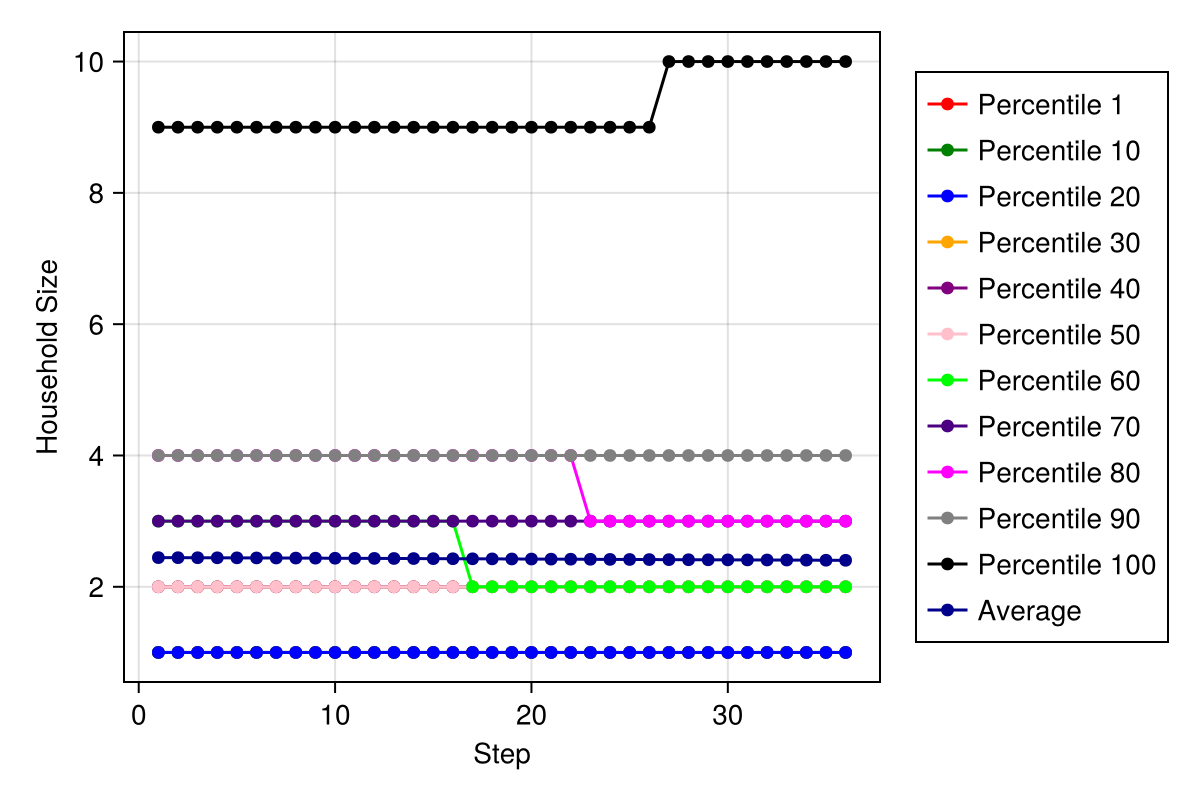 10
8
6
4
2
Household Size
0
10
20
30
Step
Percentile 1
Percentile 10
Percentile 20
Percentile 30
Percentile 40
Percentile 50
Percentile 60
Percentile 70
Percentile 80
Percentile 90
Percentile 100
Average